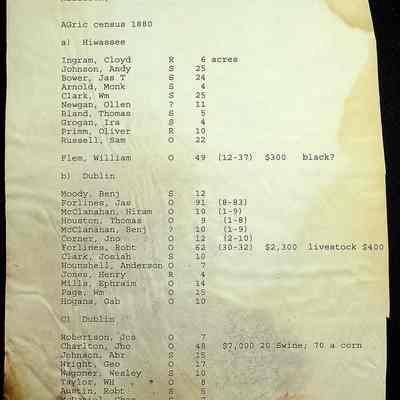 AGric census 1880
a) Hiwassee
Ingram, Cloyd R 6 acres
Johnson, Andy S 25
Bower, Jas T S 24
Arnold, Monk S 4
Clark, Wm S 25
Newgan, Ollen ? 11
Bland, Thomas S 5
Grogan, Ira S 4
Primm, Oliver R 10
Russell, Sam O 22
Flem, William O 49 (12-37) $300 black?
b) Dublin
Moody, Benj S 12
Forlines, Jas O 91 (8-83)
McClanahan, Hiram O 10 (1-9)
Houston, Thomas O 9 (1-8)
McClanahan, Benj ? 10 (1-9)
Corner, Jno O 12 (2-10)
Forlines, Robt O 62 (30-32) $2,300 livestock $400
Clark, Josiah S 10
Hounshell, Anderson O 7
Jones, Henry R 4
Mills, Ephraim O 14
Page, Wm O 15
Hogans, Gab O 10
C) Dublin
Robertson, Jos O 7
Charlton, Jho O 48 $7,000 20 Swine; 70 a corn
Johnson, Abr S 15
Wright, Geo O 17
Wagoner, Wesley S 10
Taylor, WH O 8
Austin, Robt S 5